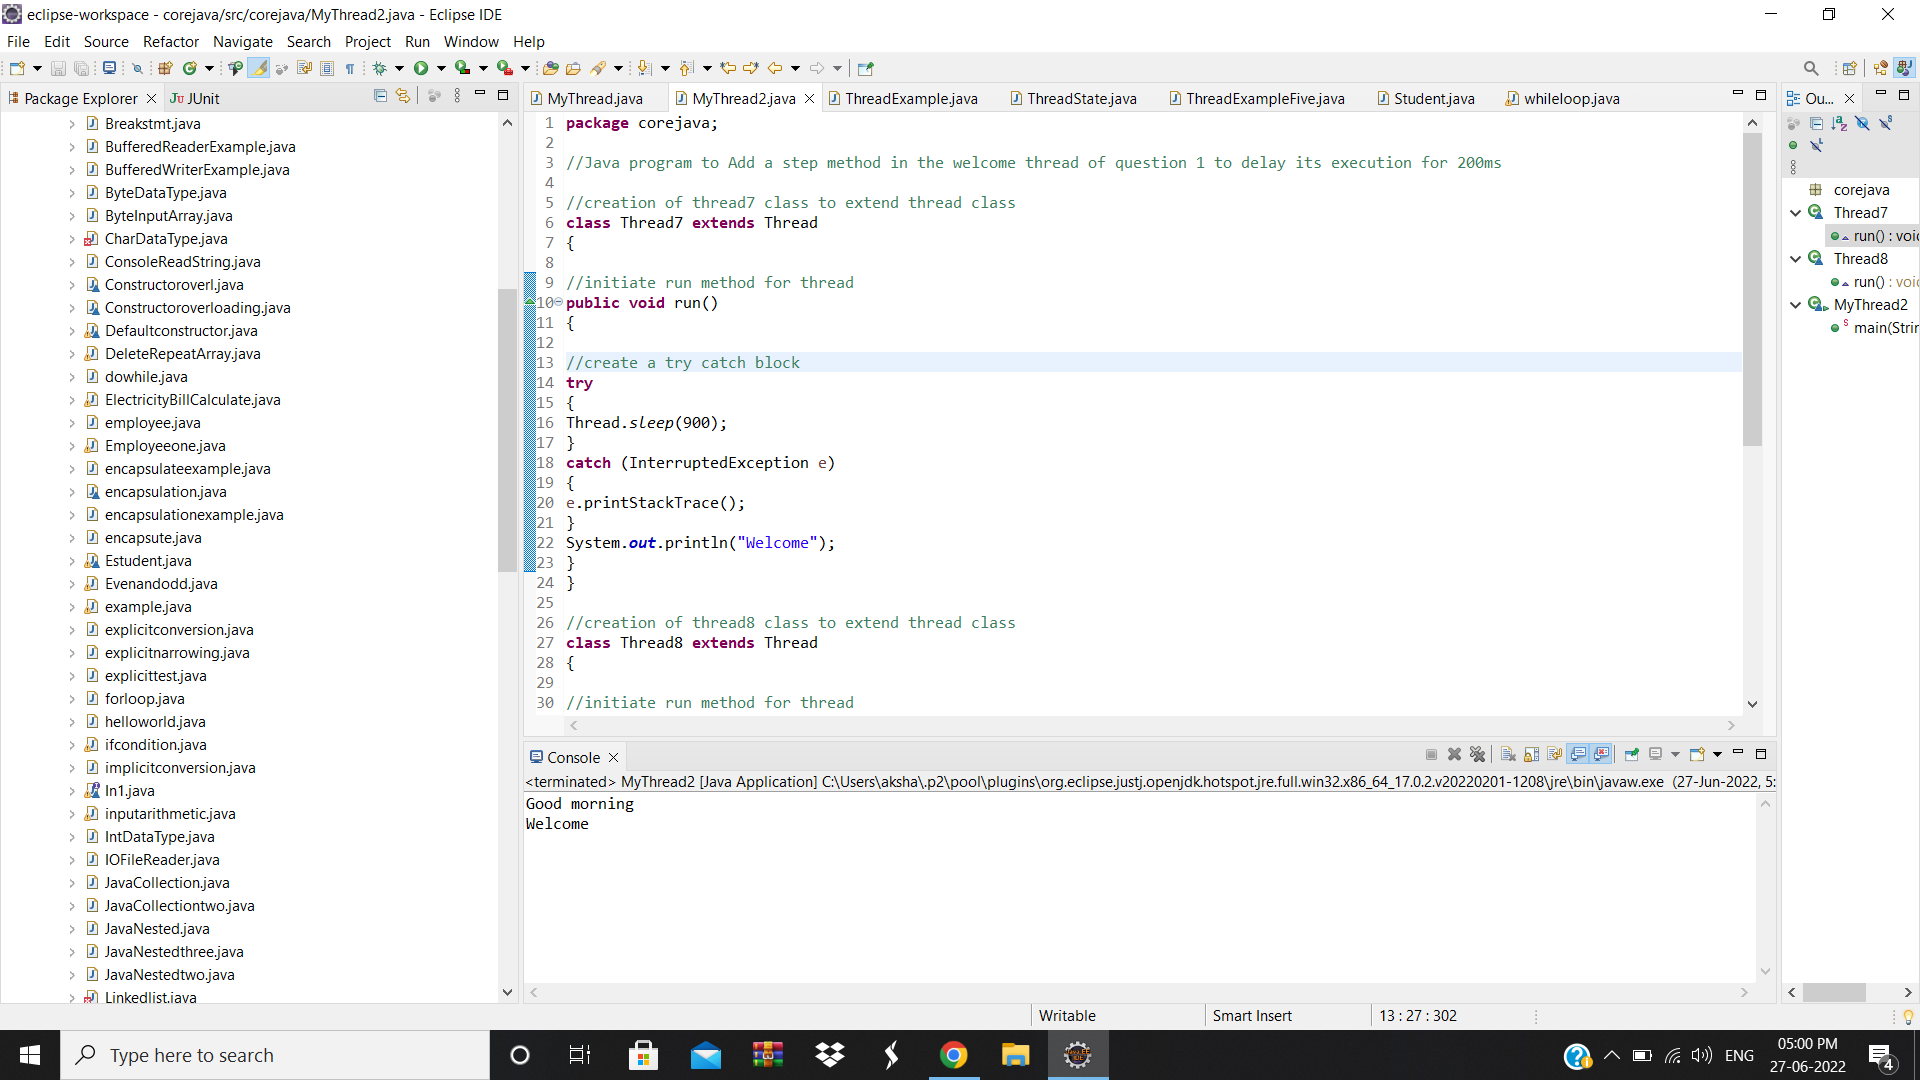 eclipse-workspace - corejava/src/corejava/MyThread2.java - Eclipse IDE
File Edit Source Refactor Navigate Search Project Run Window Help
Package Explorer JUnit
Breakstmt.java
BufferedReaderExample.java
BufferedWriterExample.java
ByteDataType.java
ByteInputArray.java
CharDataType.java
ConsoleReadString.java
Constructoroverl.java
Constructoroverloading.java
Defaultconstructor.java
DeleteRepeatArray.java
dowhile.java
ElectricityBillCalculate.java
employee.java
Employeeone.java
encapsulateexample.java
encapsulation.java
encapsulationexample.java
encapsute.java
Estudent.java
Evenandodd.java
example.java
explicitconversion.java
explicitnarrowing.java
explicittest.java
forloop.java
helloworld.java
ifcondition.java
implicitconversion.java
In1.java
inputarithmetic.java
IntDataType.java
IOFileReader.java
JavaCollection.java
JavaCollectiontwo.java
JavaNested.java
JavaNestedthree.java
JavaNestedtwo.java
Linkedlist.java
MyThread.java MyThread2.java ThreadExample.java ThreadState.java ThreadExampleFive.java Student.java whileloop.java
1 package corejava;
2
3 //Java program to Add a step method in the welcome thread of question 1 to delay its execution for 200ms
4
5 //creation of thread7 class to extend thread class
6 class Thread7 extends Thread
7 {
8
9 //initiate run method for thread
10 public void run()
11 {
12
13 //create a try catch block
14 try
15 {
16 Thread.sleep(900);
17 }
18 catch (InterruptedException e)
19 {
20 e.printStackTrace();
21 }
22 System.out.println("Welcome");
23 }
24 }
25
26 //creation of thread8 class to extend thread class
27 class Thread8 extends Thread
28 {
29
30 //initiate run method for thread
Console
<terminated> MyThread2 [Java Application] C:\Users\aksha\.p2\pool\plugins\org.eclipse.justj.openjdk.hotspot.jre.full.win32.x86_64_17.0.2.v20220201-1208\jre\bin\javaw.exe (27-Jun-2022, 5:
Good morning
Welcome
Ou...
corejava
Thread7
run() : voi
Thread8
run() : voi
MyThread2
main(Strin
Writable Smart Insert 13 : 27 : 302
Type here to search
ENG
05:00 PM
27-06-2022
4